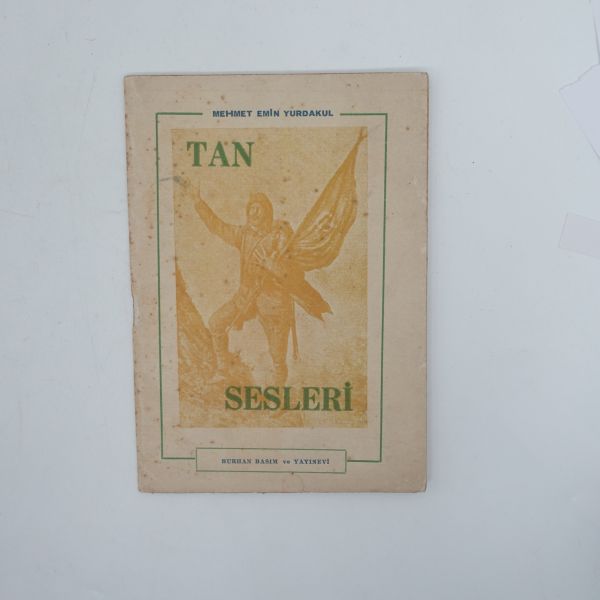 MEHMET EMİN YURDAKUL
TAN
SESLERİ
BURHAN BASIM ve YAYINEVİ